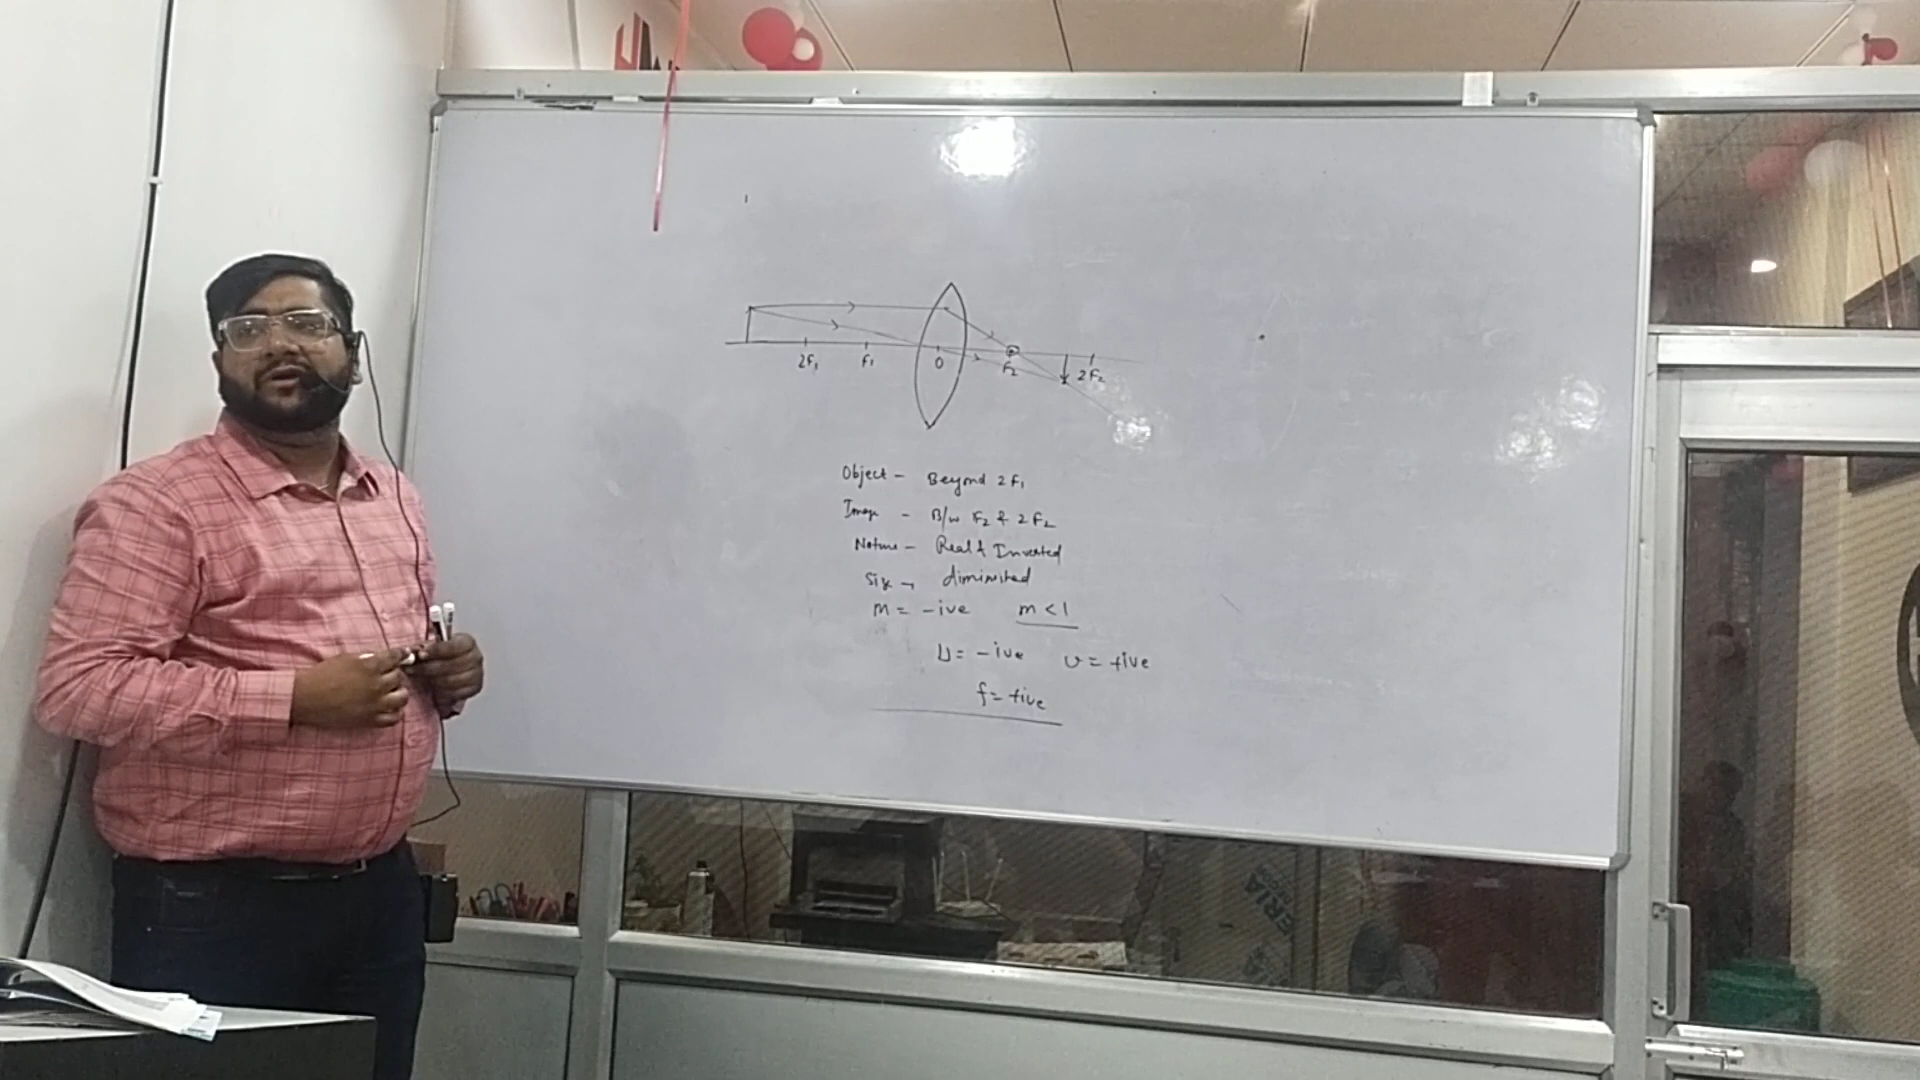 2F₁ F₁ O F₂ 2F₂
Object - Beyond 2F₁
Image - B/w F₂ & 2F₂
Nature - Real & Inverted
Size - diminished
m = -ive m < 1
U = -ive v = +ive
f = +ive